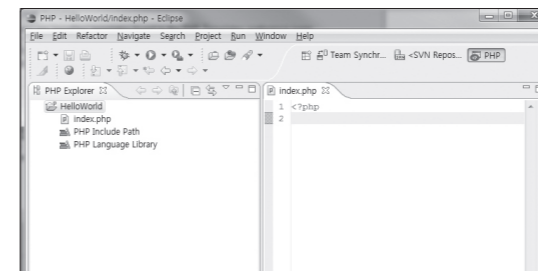 PHP - HelloWorld/index.php - Eclipse
File Edit Refactor Navigate Search Project Run Window Help
Team Synchr... <SVN Repos... PHP
PHP Explorer
index.php
HelloWorld
index.php
PHP Include Path
PHP Language Library
1 <?php
2